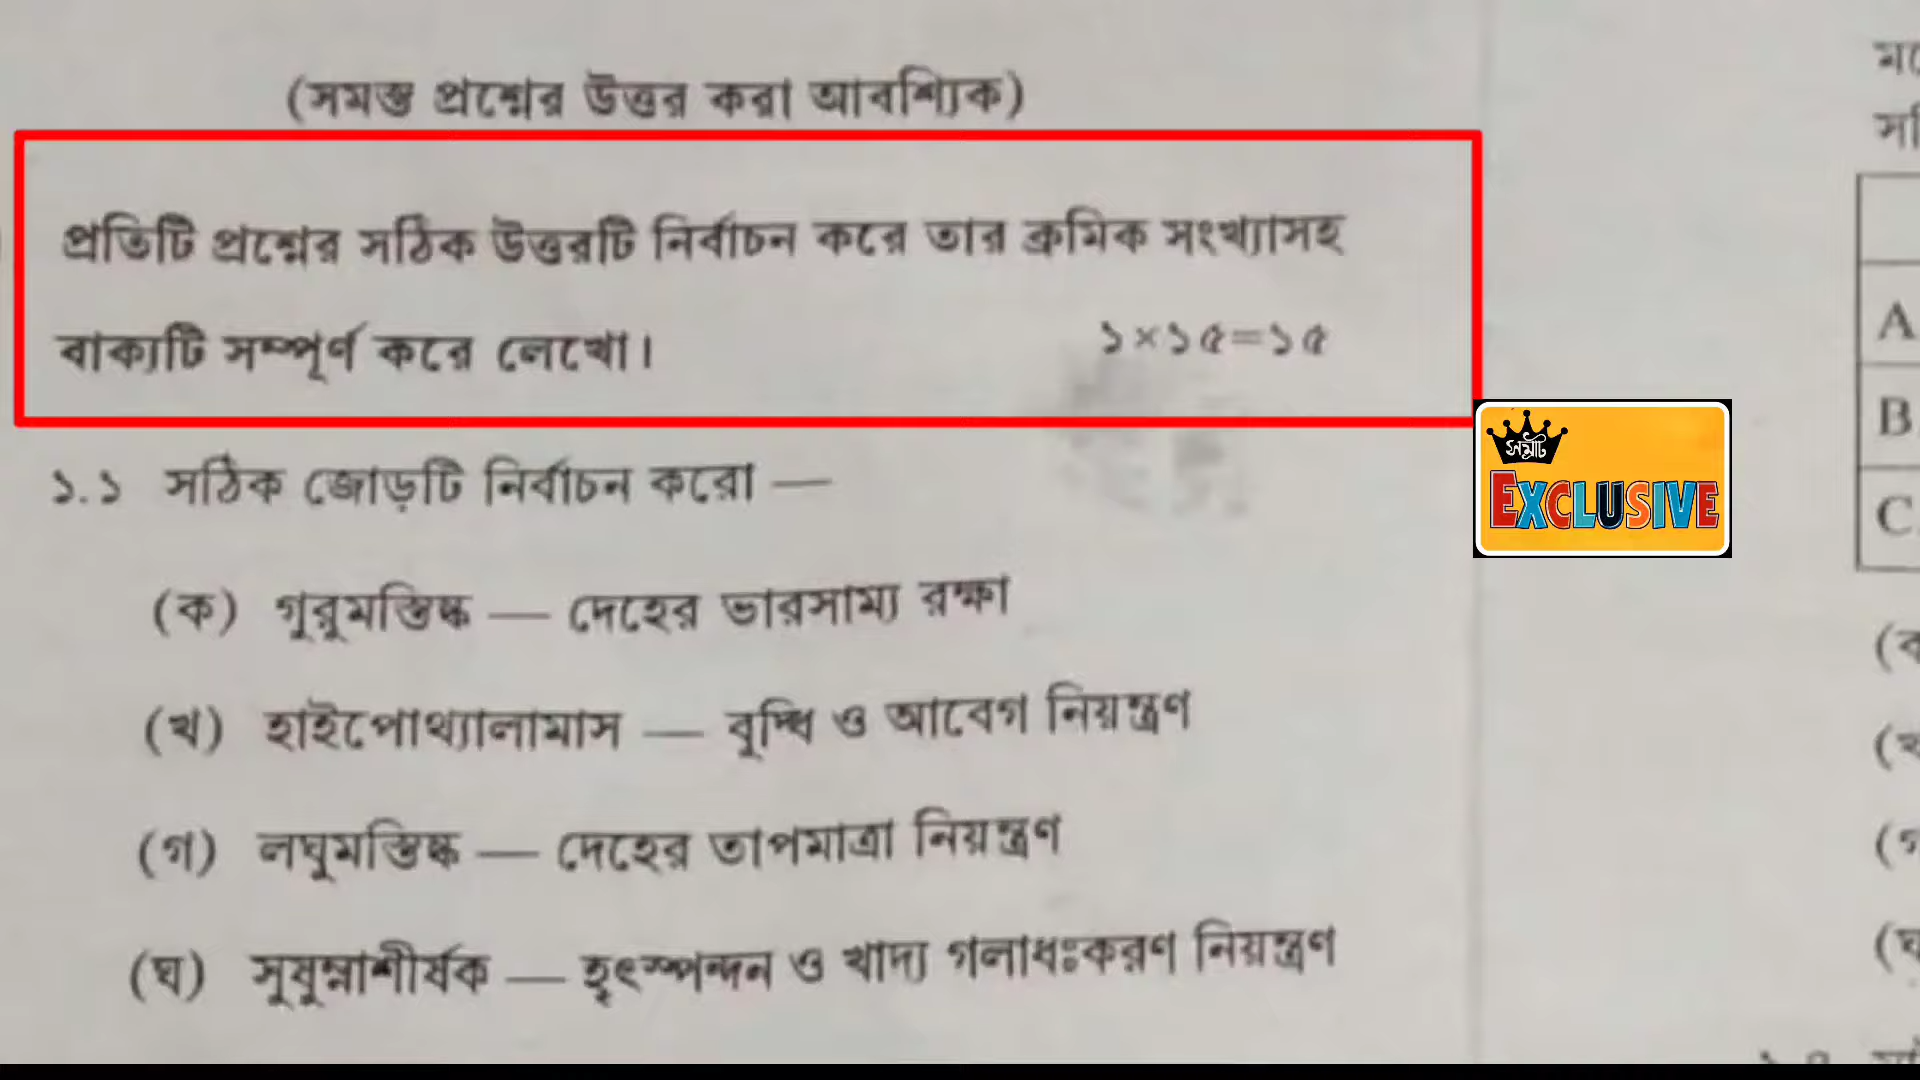 (সমস্ত প্রশ্নের উত্তর করা আবশ্যিক)
প্রতিটি প্রশ্নের সঠিক উত্তরটি নির্বাচন করে তার ক্রমিক সংখ্যাসহ
বাক্যটি সম্পূর্ণ করে লেখো।
১×১৫=১৫
১.১ সঠিক জোড়টি নির্বাচন করো —
(ক) গুরুমস্তিষ্ক — দেহের ভারসাম্য রক্ষা
(খ) হাইপোথ্যালামাস — বুদ্ধি ও আবেগ নিয়ন্ত্রণ
(গ) লঘুমস্তিষ্ক — দেহের তাপমাত্রা নিয়ন্ত্রণ
(ঘ) সুষুম্নাশীর্ষক — হৃৎস্পন্দন ও খাদ্য গলাধঃকরণ নিয়ন্ত্রণ
সম্রাট
EXCLUSIVE
A
B
C